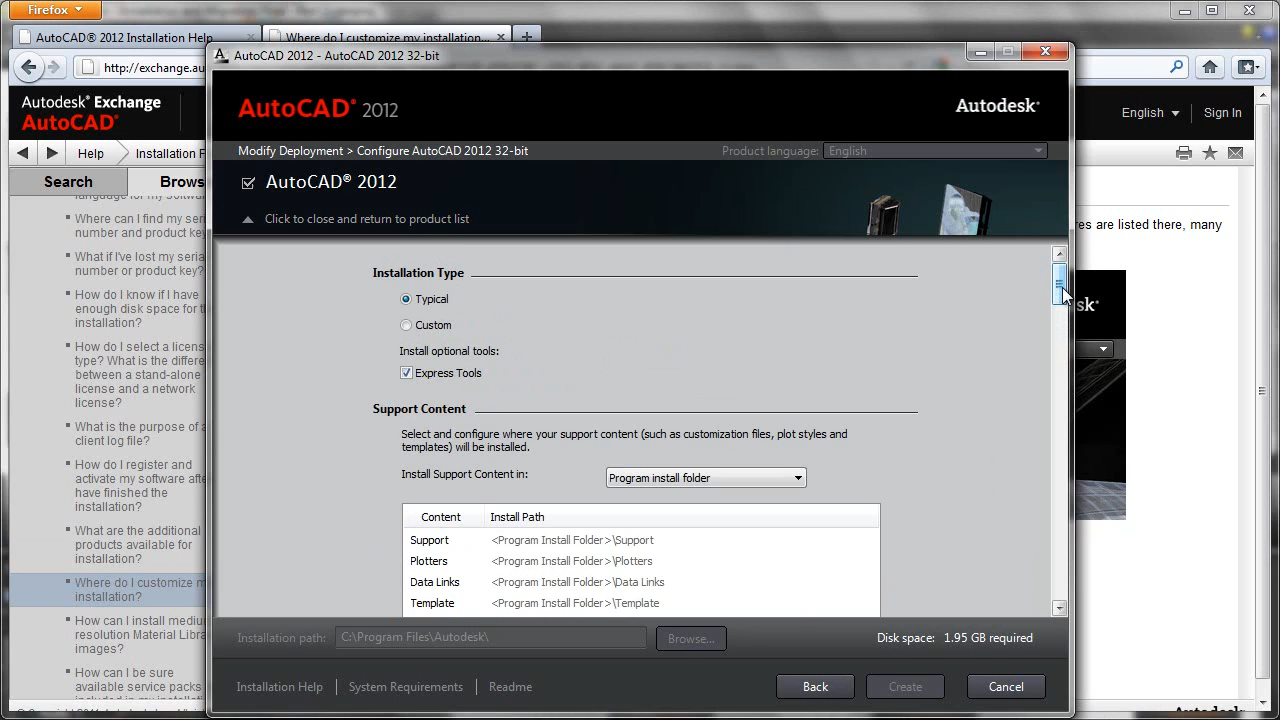 Firefox
AutoCAD® 2012 Installation Help
Where do I customize my installation...
http://exchange.au
Autodesk® Exchange
AutoCAD®
English
Sign In
Help
Installation F
Search
Brows
AutoCAD 2012 - AutoCAD 2012 32-bit
AutoCAD® 2012
Autodesk®
Modify Deployment > Configure AutoCAD 2012 32-bit
Product language:
English
AutoCAD® 2012
Click to close and return to product list
Installation Type
Typical
Custom
Install optional tools:
Express Tools
Support Content
Select and configure where your support content (such as customization files, plot styles and
templates) will be installed.
Install Support Content in:
Program install folder
Content Install Path
Support <Program Install Folder>\Support
Plotters <Program Install Folder>\Plotters
Data Links <Program Install Folder>\Data Links
Template <Program Install Folder>\Template
Installation path:
C:\Program Files\Autodesk\
Browse...
Disk space: 1.95 GB required
Installation Help
System Requirements
Readme
Back
Create
Cancel
language for my software
Where can I find my seri
number and product key
What if I've lost my seria
number or product key?
How do I know if I have
enough disk space for th
installation?
How do I select a licens
type? What is the differe
between a stand-alone
license and a network
license?
What is the purpose of a
client log file?
How do I register and
activate my software afte
have finished the
installation?
What are the additional
products available for
installation?
Where do I customize m
installation?
How can I install medium
resolution Material Libra
images?
How can I be sure
available service packs
res are listed there, many
sk®